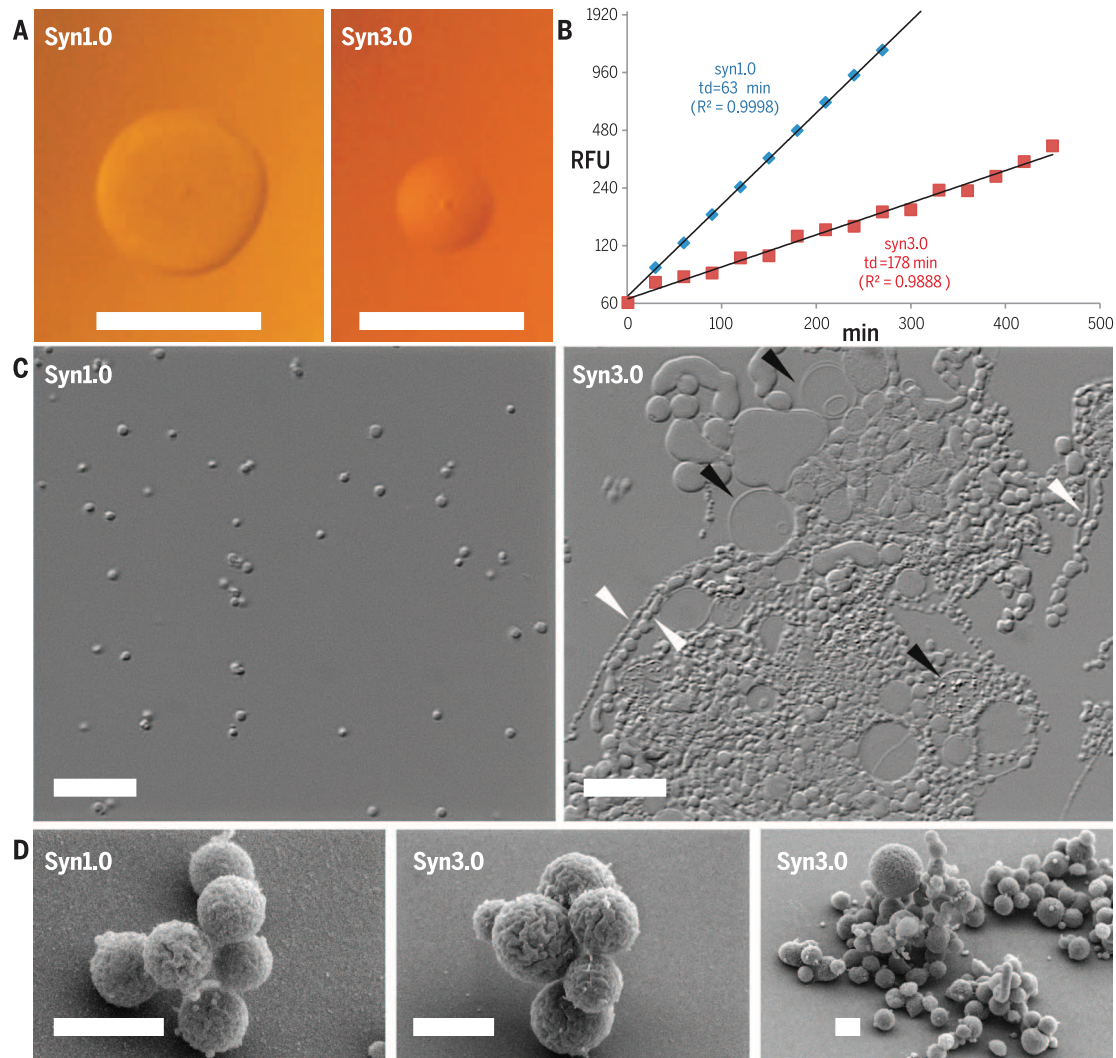 A
Syn1.0
Syn3.0
B
1920
960
480
240
120
60
RFU
syn1.0
td=63 min
(R² = 0.9998)
syn3.0
td=178 min
(R² = 0.9888 )
0
100
200
300
400
500
min
C
Syn1.0
Syn3.0
D
Syn1.0
Syn3.0
Syn3.0